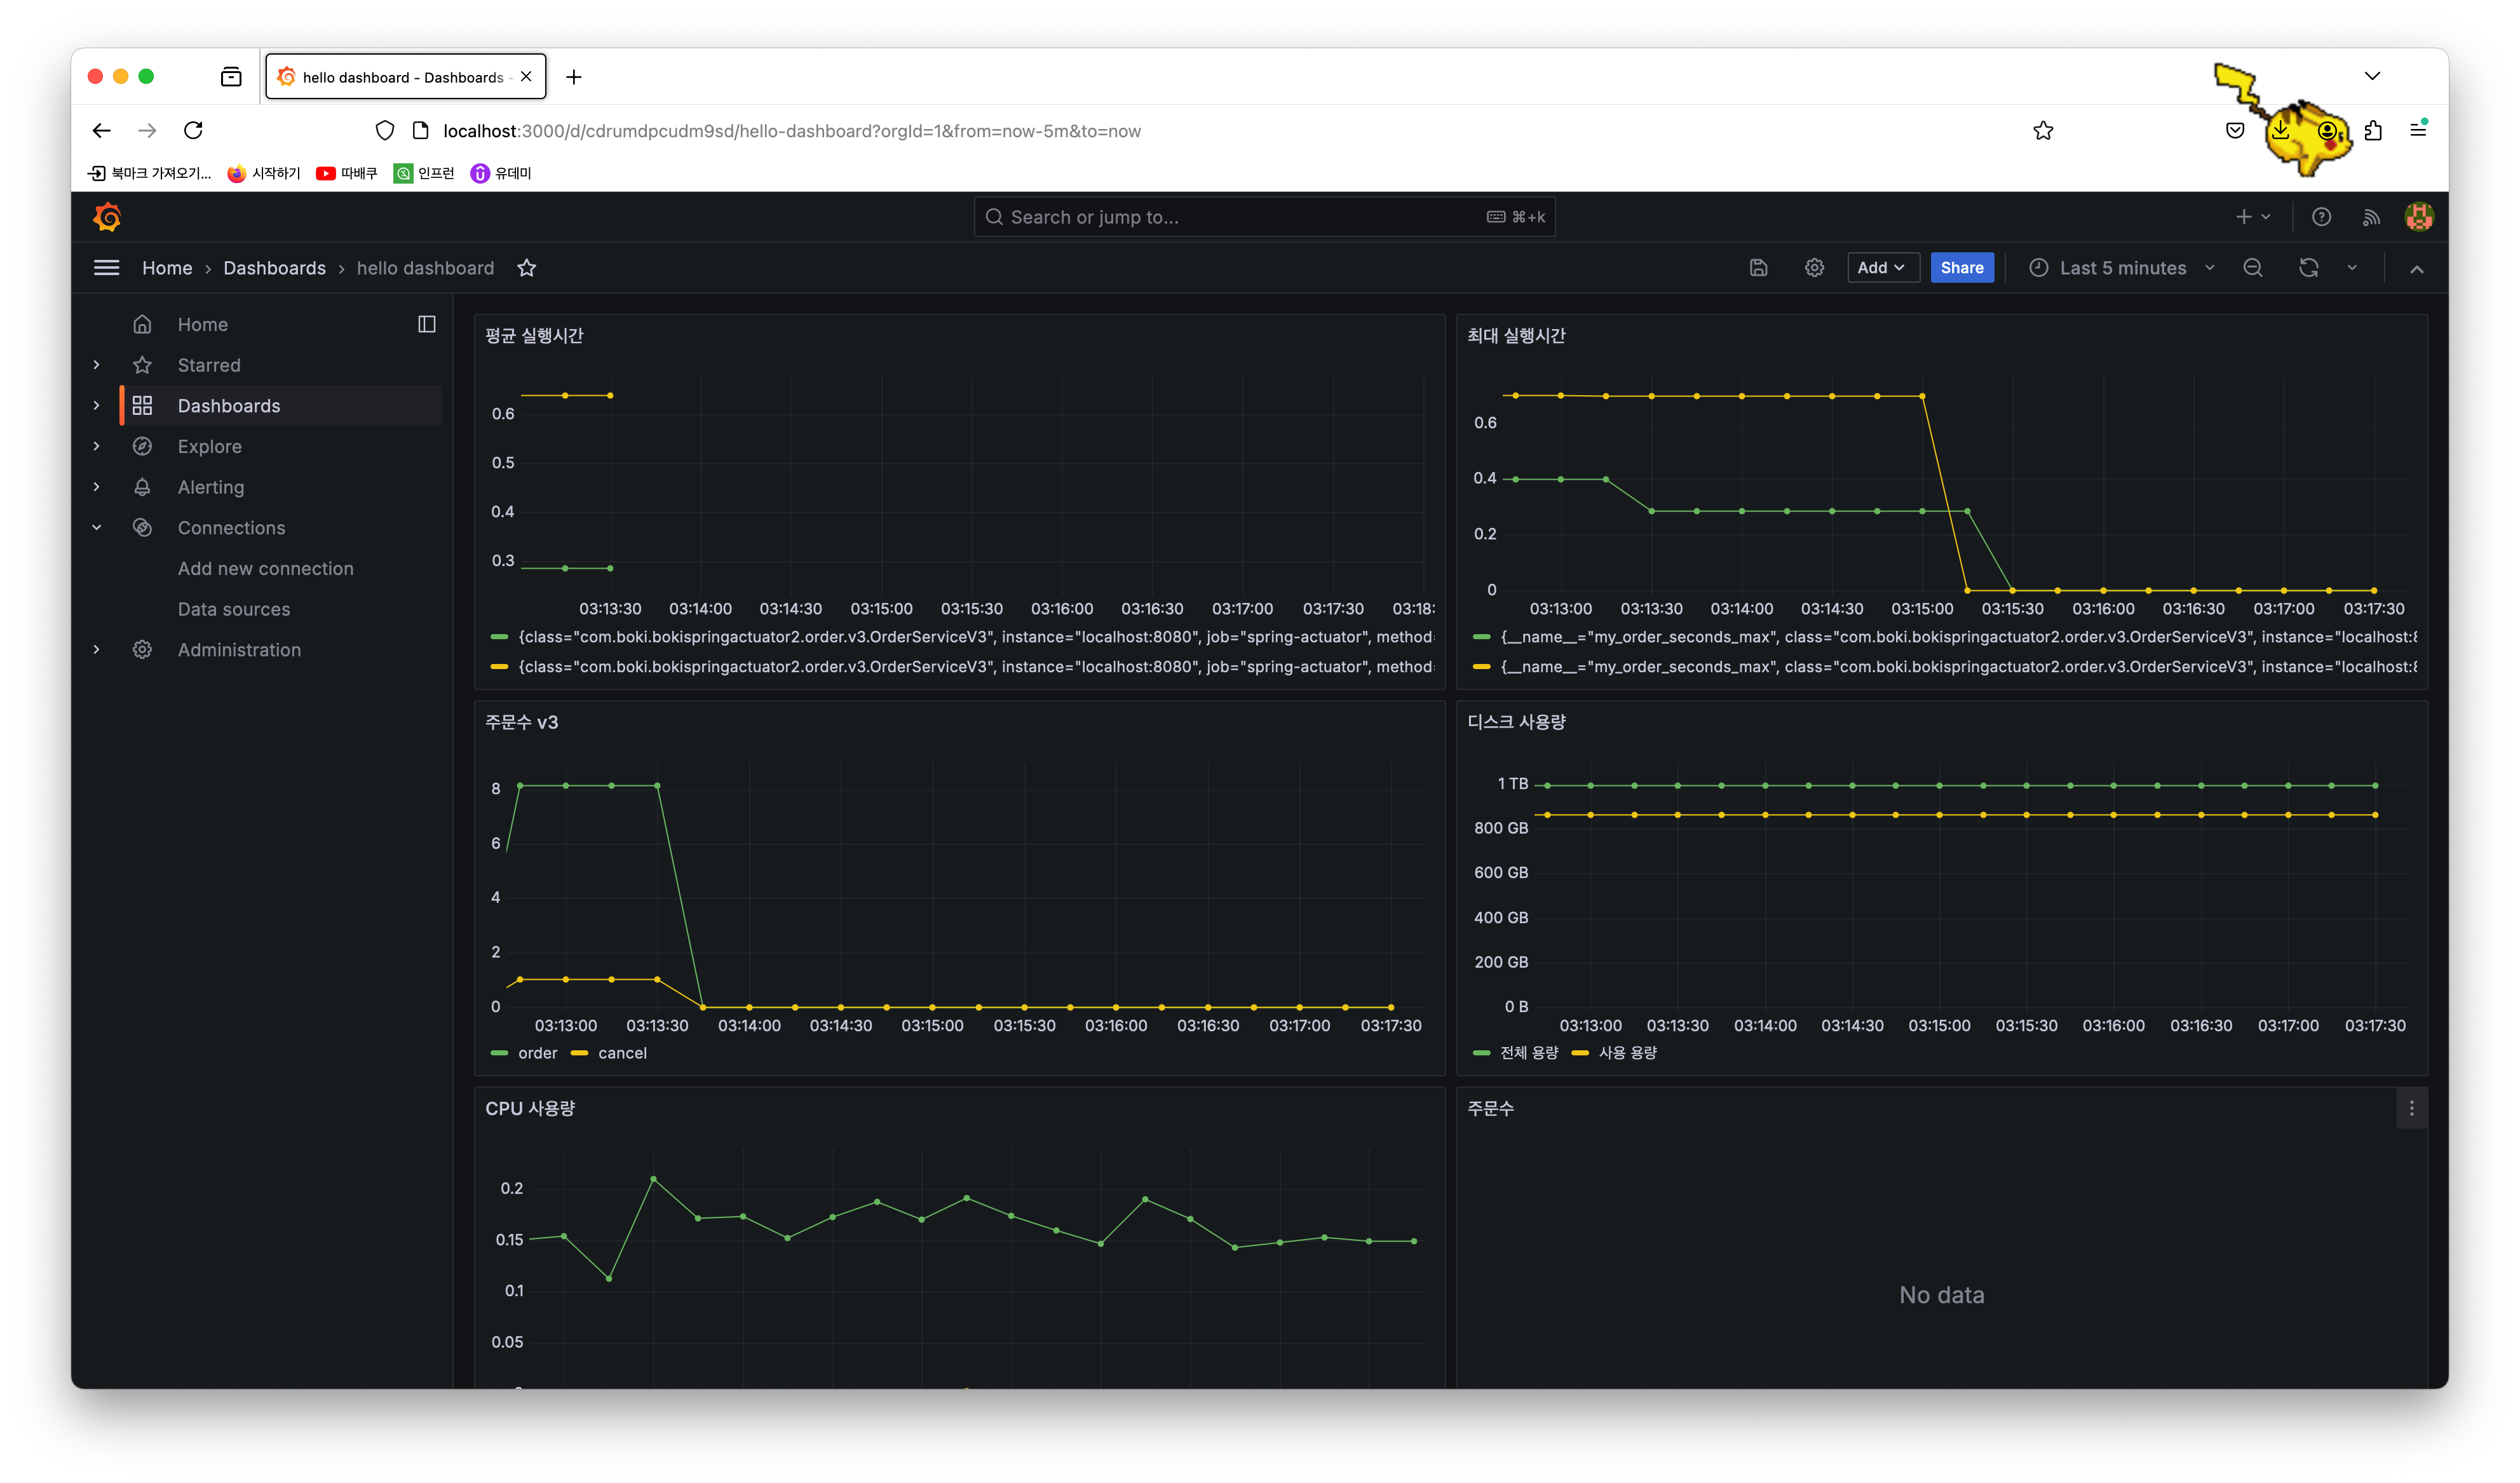 hello dashboard - Dashboards -
localhost:3000/d/cdrumdpcudm9sd/hello-dashboard?orgId=1&from=now-5m&to=now
북마크 가져오기... 시작하기 따배쿠 인프런 유데미
Search or jump to... ⌘+k
Home › Dashboards › hello dashboard Add Share Last 5 minutes
Home
Starred
Dashboards
Explore
Alerting
Connections
Add new connection
Data sources
Administration
평균 실행시간
0.6
0.5
0.4
0.3
03:13:30 03:14:00 03:14:30 03:15:00 03:15:30 03:16:00 03:16:30 03:17:00 03:17:30 03:18:
{class="com.boki.bokispringactuator2.order.v3.OrderServiceV3", instance="localhost:8080", job="spring-actuator", method=
{class="com.boki.bokispringactuator2.order.v3.OrderServiceV3", instance="localhost:8080", job="spring-actuator", method=
최대 실행시간
0.6
0.4
0.2
0
03:13:00 03:13:30 03:14:00 03:14:30 03:15:00 03:15:30 03:16:00 03:16:30 03:17:00 03:17:30
{__name__="my_order_seconds_max", class="com.boki.bokispringactuator2.order.v3.OrderServiceV3", instance="localhost:8
{__name__="my_order_seconds_max", class="com.boki.bokispringactuator2.order.v3.OrderServiceV3", instance="localhost:8
주문수 v3
8
6
4
2
0
03:13:00 03:13:30 03:14:00 03:14:30 03:15:00 03:15:30 03:16:00 03:16:30 03:17:00 03:17:30
order cancel
디스크 사용량
1 TB
800 GB
600 GB
400 GB
200 GB
0 B
03:13:00 03:13:30 03:14:00 03:14:30 03:15:00 03:15:30 03:16:00 03:16:30 03:17:00 03:17:30
전체 용량 사용 용량
CPU 사용량
0.2
0.15
0.1
0.05
주문수
No data